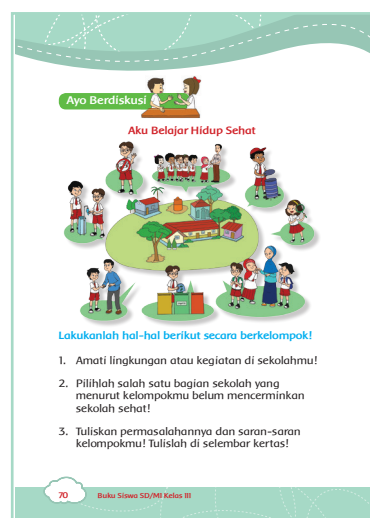 Ayo Berdiskusi
Aku Belajar Hidup Sehat
Lakukanlah hal-hal berikut secara berkelompok!
1. Amati lingkungan atau kegiatan di sekolahmu!
2. Pilihlah salah satu bagian sekolah yang
menurut kelompokmu belum mencerminkan
sekolah sehat!
3. Tuliskan permasalahannya dan saran-saran
kelompokmu! Tulislah di selembar kertas!
70
Buku Siswa SD/MI Kelas III